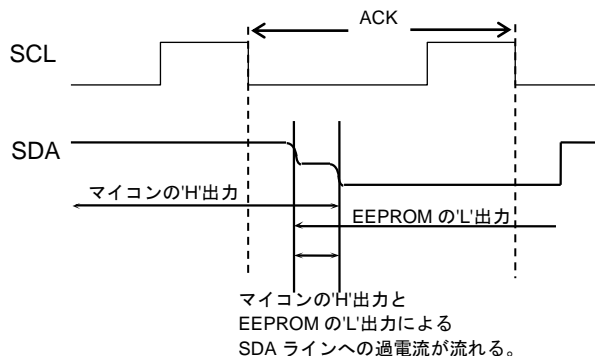 ACK
SCL
SDA
マイコンの'H'出力
EEPROM の'L'出力
マイコンの'H'出力と
EEPROM の'L'出力による
SDA ラインへの過電流が流れる。